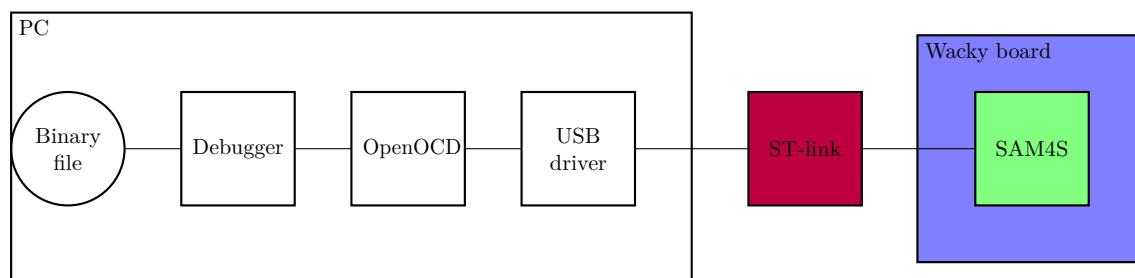 PC
Wacky board
Binary
file
Debugger
OpenOCD
USB
driver
ST-link
SAM4S